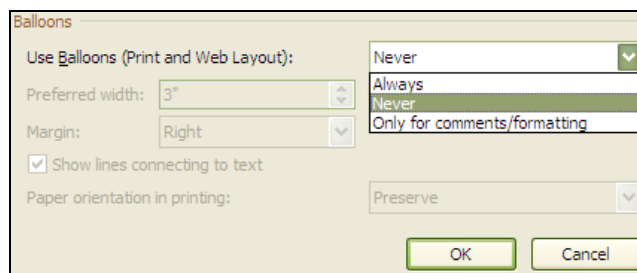 Balloons
Use Balloons (Print and Web Layout): Never
Always
Preferred width: 3" Never
Margin: Right Only for comments/formatting
Show lines connecting to text
Paper orientation in printing: Preserve
OK Cancel